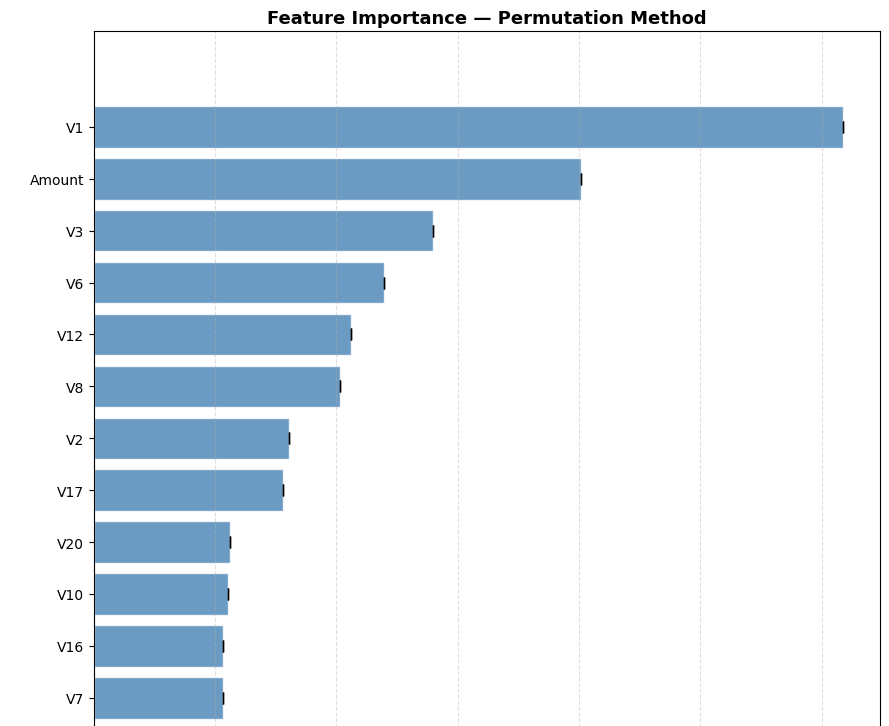 Feature Importance — Permutation Method
V1
Amount
V3
V6
V12
V8
V2
V17
V20
V10
V16
V7